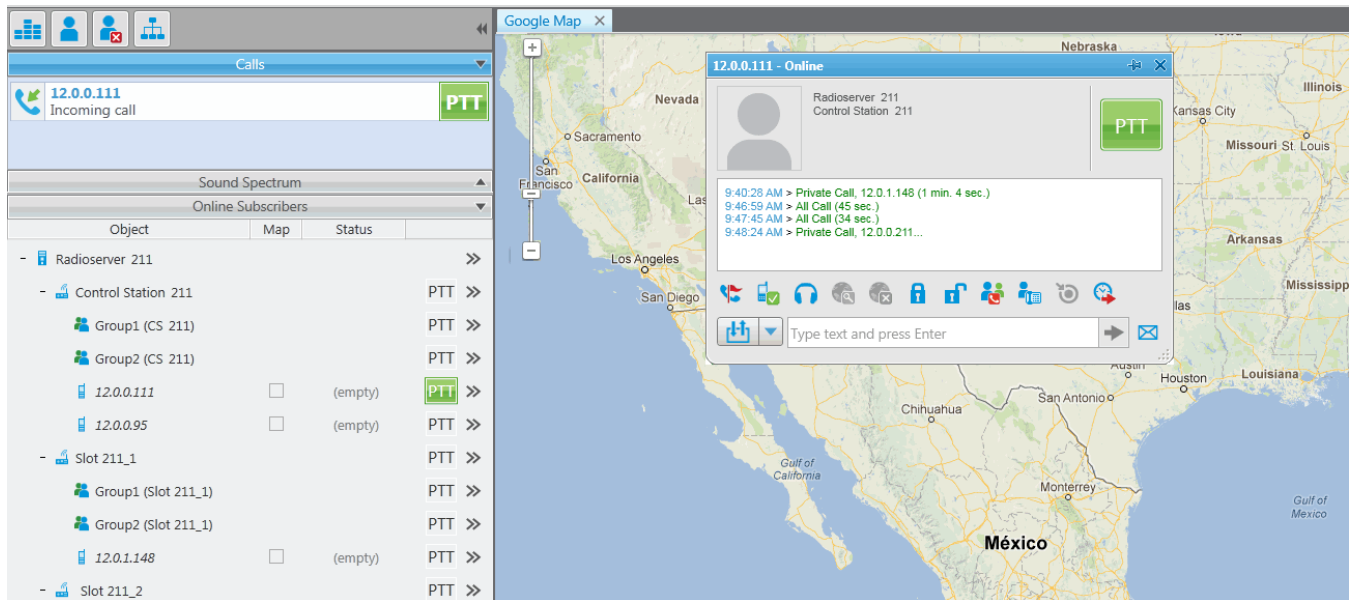 Google Map
Calls
12.0.0.111
Incoming call
PTT
Sound Spectrum
Online Subscribers
Object Map Status
Radioserver 211
Control Station 211 PTT
Group1 (CS 211) PTT
Group2 (CS 211) PTT
12.0.0.111 (empty) PTT
12.0.0.95 (empty) PTT
Slot 211_1 PTT
Group1 (Slot 211_1) PTT
Group2 (Slot 211_1) PTT
12.0.1.148 (empty) PTT
Slot 211_2 PTT
12.0.0.111 - Online
Radioserver 211
Control Station 211
PTT
9:40:28 AM > Private Call, 12.0.1.148 (1 min. 4 sec.)
9:46:59 AM > All Call (45 sec.)
9:47:45 AM > All Call (34 sec.)
9:48:24 AM > Private Call, 12.0.0.211...
Type text and press Enter
Nebraska
Nevada
Illinois
Kansas City
Sacramento
Missouri
St. Louis
San
Francisco
California
Las
Arkansas
Los Angeles
San Diego
Mississipp
las
Austin
Houston
Louisiana
San Antonio
Chihuahua
Gulf of
California
Monterrey
Gulf of
Mexico
México